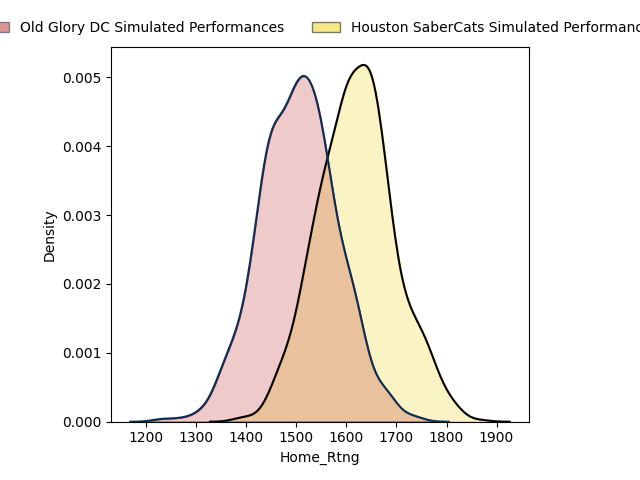 Old Glory DC Simulated Performances
Houston SaberCats Simulated
0.005
0.004
0.003
0.002
0.001
0.000
Density
1200 1300 1400 1500 1600 1700 1800 1900
Home_Rtng